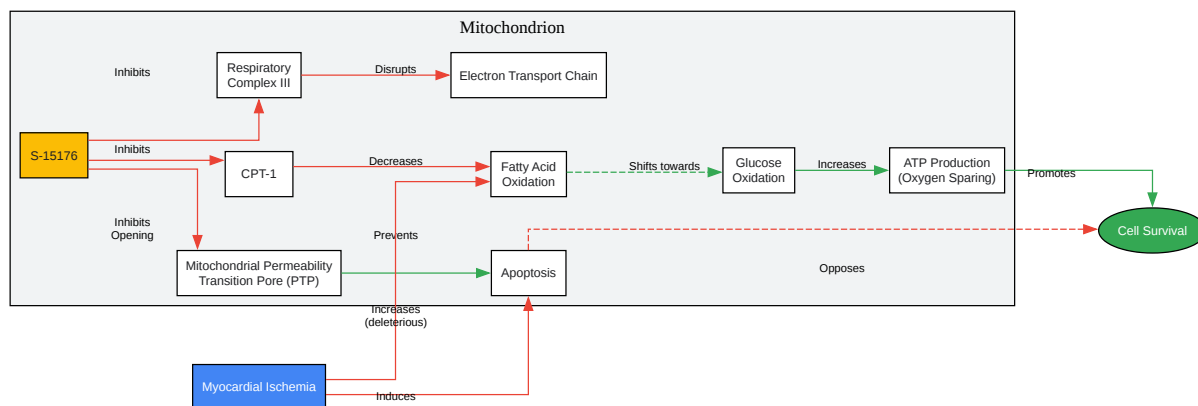 Mitochondrion
Inhibits
Respiratory
Complex III
Disrupts
Electron Transport Chain
S-15176
Inhibits
CPT-1
Decreases
Fatty Acid
Oxidation
Shifts towards
Glucose
Oxidation
Increases
ATP Production
(Oxygen Sparing)
Promotes
Cell Survival
Inhibits
Opening
Mitochondrial Permeability
Transition Pore (PTP)
Prevents
Apoptosis
Opposes
Increases
(deleterious)
Myocardial Ischemia
Induces